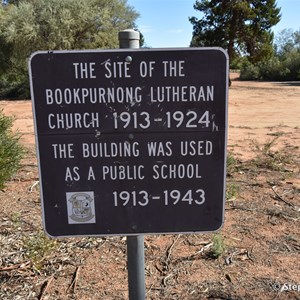 THE SITE OF THE
BOOKPURNONG LUTHERAN
CHURCH 1913-1924
THE BUILDING WAS USED
AS A PUBLIC SCHOOL
1913-1943